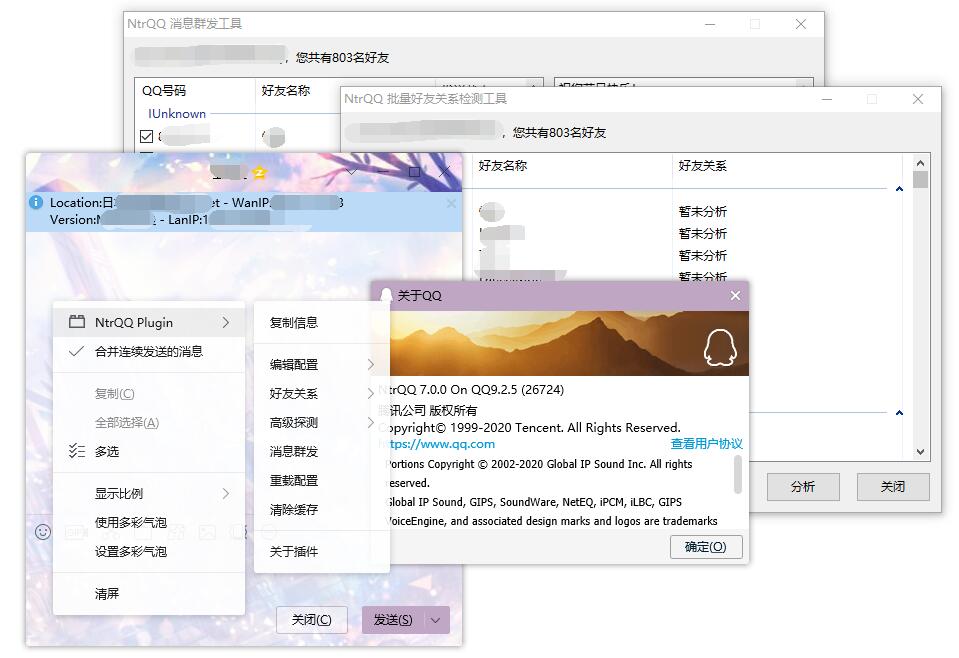 NtrQQ 消息群发工具
，您共有803名好友
QQ号码
好友名称
IUnknown
NtrQQ 批量好友关系检测工具
，您共有803名好友
好友名称
好友关系
暂未分析
暂未分析
暂未分析
暂未分析
分析
关闭
Location:日 et - WanIP: 3
Version: - LanIP:1
NtrQQ Plugin
合并连续发送的消息
复制(C)
全部选择(A)
多选
显示比例
使用多彩气泡
设置多彩气泡
清屏
复制信息
编辑配置
好友关系
高级探测
消息群发
重载配置
清除缓存
关于插件
关闭(C)
发送(S)
关于QQ
NtrQQ 7.0.0 On QQ9.2.5 (26724)
腾讯公司 版权所有
Copyright© 1999-2020 Tencent. All Rights Reserved.
https://www.qq.com
查看用户协议
Portions Copyright © 2002-2020 Global IP Sound Inc. All rights
reserved.
Global IP Sound, GIPS, SoundWare, NetEQ, iPCM, iLBC, GIPS
VoiceEngine, and associated design marks and logos are trademarks
确定(O)